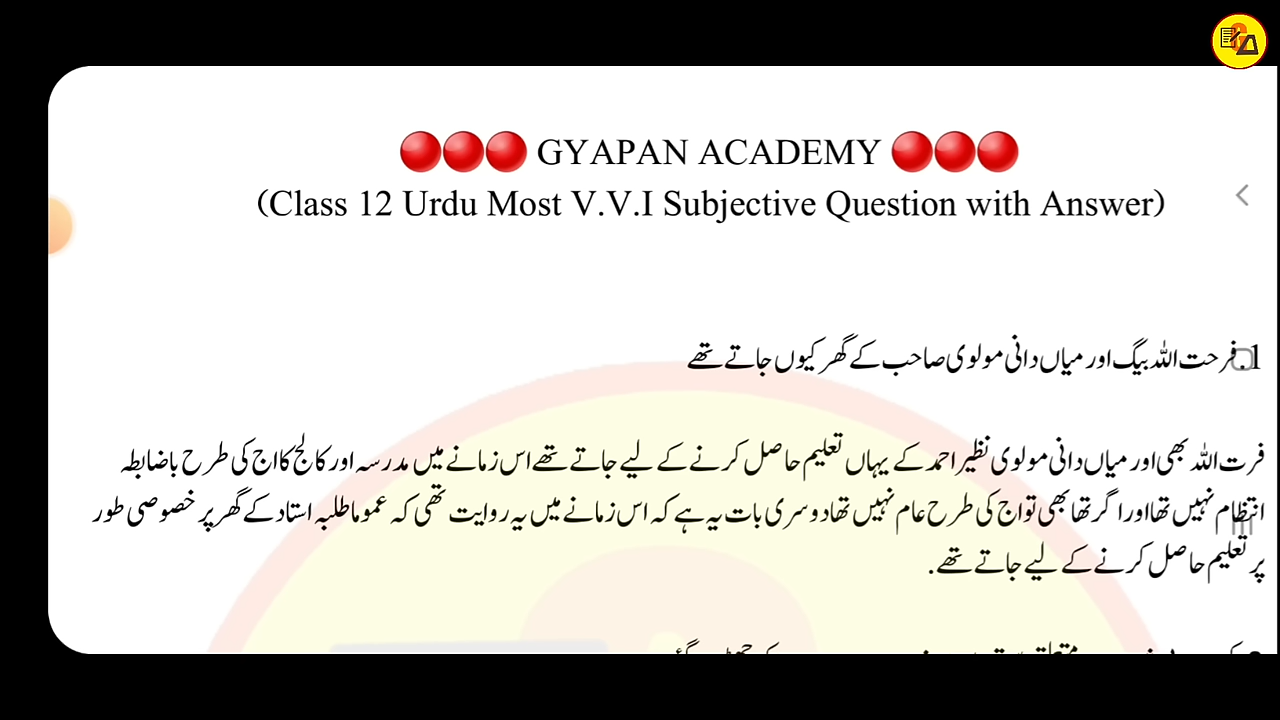 GYAPAN ACADEMY
(Class 12 Urdu Most V.V.I Subjective Question with Answer)
1. فرحت اللہ بیگ اور میاں دانی مولوی صاحب کے گھر کیوں جاتے تھے
فرت اللہ بھی اور میاں دانی مولوی نظیر احمد کے یہاں تعلیم حاصل کرنے کے لیے جاتے تھے اس زمانے میں مدرسہ اور کالج کا اج کی طرح باضابطہ
انتظام نہیں تھا اور اگر تھا بھی تو اج کی طرح عام نہیں تھا دوسری بات یہ ہے کہ اس زمانے میں یہ روایت تھی کہ عموما طلبہ استاد کے گھر پر خصوصی طور
پر تعلیم حاصل کرنے کے لیے جاتے تھے.